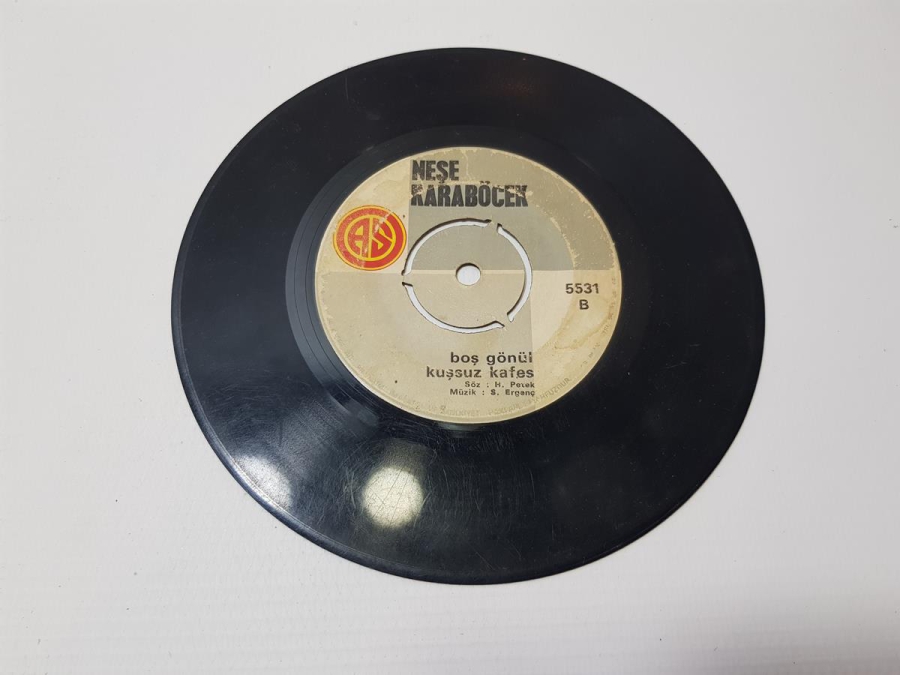 NEŞE
KARABÖCEK
5531
B
boş gönül
kuşsuz kafes
Söz : H. Petek
Müzik : S. Ergenç